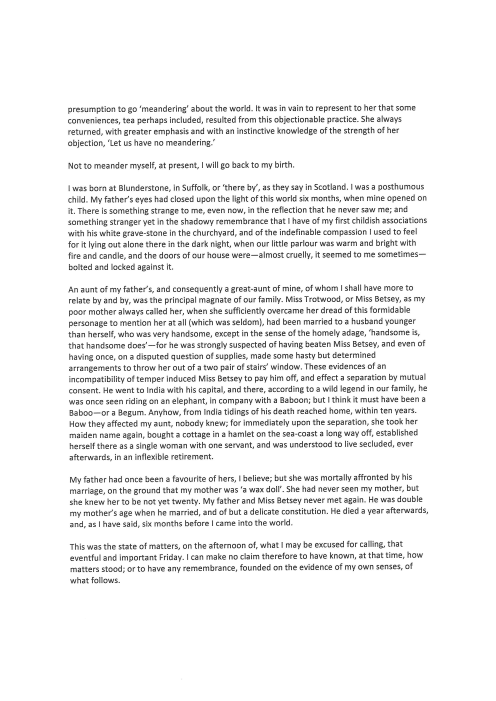 presumption to go ‘meandering’ about the world. It was in vain to represent to her that some
conveniences, tea perhaps included, resulted from this objectionable practice. She always
returned, with greater emphasis and with an instinctive knowledge of the strength of her
objection, ‘Let us have no meandering.’
Not to meander myself, at present, I will go back to my birth.
I was born at Blunderstone, in Suffolk, or ‘there by’, as they say in Scotland. I was a posthumous
child. My father’s eyes had closed upon the light of this world six months, when mine opened on
it. There is something strange to me, even now, in the reflection that he never saw me; and
something stranger yet in the shadowy remembrance that I have of my first childish associations
with his white grave-stone in the churchyard, and of the indefinable compassion I used to feel
for it lying out alone there in the dark night, when our little parlour was warm and bright with
fire and candle, and the doors of our house were—almost cruelly, it seemed to me sometimes—
bolted and locked against it.
An aunt of my father’s, and consequently a great-aunt of mine, of whom I shall have more to
relate by and by, was the principal magnate of our family. Miss Trotwood, or Miss Betsey, as my
poor mother always called her, when she sufficiently overcame her dread of this formidable
personage to mention her at all (which was seldom), had been married to a husband younger
than herself, who was very handsome, except in the sense of the homely adage, ‘handsome is,
that handsome does’—for he was strongly suspected of having beaten Miss Betsey, and even of
having once, on a disputed question of supplies, made some hasty but determined
arrangements to throw her out of a two pair of stairs’ window. These evidences of an
incompatibility of temper induced Miss Betsey to pay him off, and effect a separation by mutual
consent. He went to India with his capital, and there, according to a wild legend in our family, he
was once seen riding on an elephant, in company with a Baboon; but I think it must have been a
Baboo—or a Begum. Anyhow, from India tidings of his death reached home, within ten years.
How they affected my aunt, nobody knew; for immediately upon the separation, she took her
maiden name again, bought a cottage in a hamlet on the sea-coast a long way off, established
herself there as a single woman with one servant, and was understood to live secluded, ever
afterwards, in an inflexible retirement.
My father had once been a favourite of hers, I believe; but she was mortally affronted by his
marriage, on the ground that my mother was ‘a wax doll’. She had never seen my mother, but
she knew her to be not yet twenty. My father and Miss Betsey never met again. He was double
my mother’s age when he married, and of but a delicate constitution. He died a year afterwards,
and, as I have said, six months before I came into the world.
This was the state of matters, on the afternoon of, what I may be excused for calling, that
eventful and important Friday. I can make no claim therefore to have known, at that time, how
matters stood; or to have any remembrance, founded on the evidence of my own senses, of
what follows.